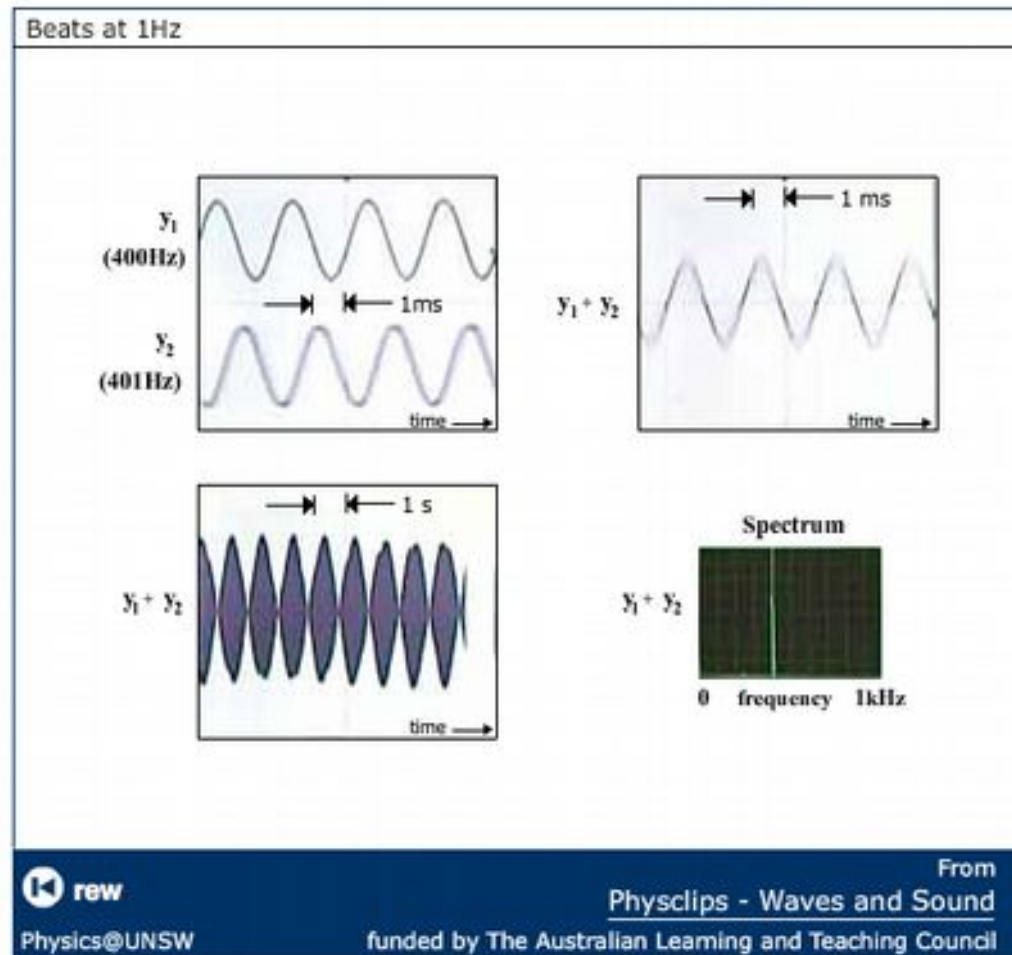 Beats at 1Hz
y₁
(400Hz)
1ms
y₂
(401Hz)
time
1 ms
y₁ + y₂
time
1 s
y₁ + y₂
time
Spectrum
y₁ + y₂
0 frequency 1kHz
rew
From
Physclips - Waves and Sound
Physics@UNSW
funded by The Australian Learning and Teaching Council